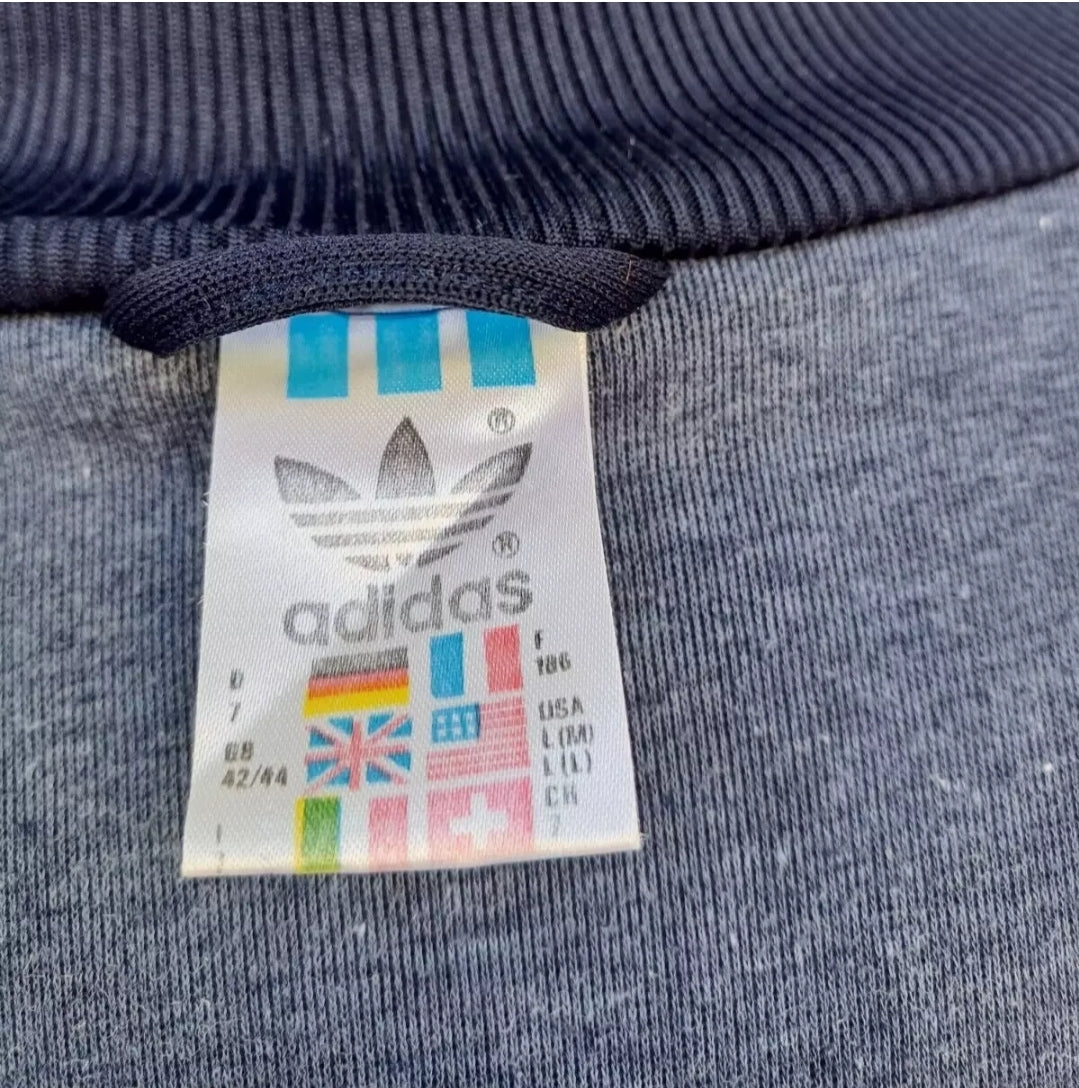 ®
®
adidas
D
7
F
186
GB
42/44
USA
L (M)
L (L)
I
CH
7